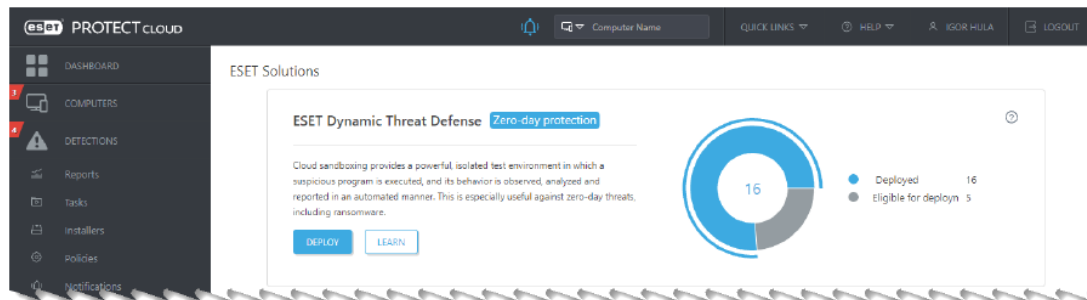 eset PROTECT CLOUD
Computer Name
QUICK LINKS
HELP
IGOR HULA
LOGOUT
DASHBOARD
3
COMPUTERS
4
DETECTIONS
Reports
Tasks
Installers
Policies
Notifications
ESET Solutions
ESET Dynamic Threat Defense Zero-day protection
Cloud sandboxing provides a powerful, isolated test environment in which a
suspicious program is executed, and its behavior is observed, analyzed and
reported in an automated manner. This is especially useful against zero-day threats,
including ransomware.
DEPLOY LEARN
16
Deployed 16
Eligible for deployn 5